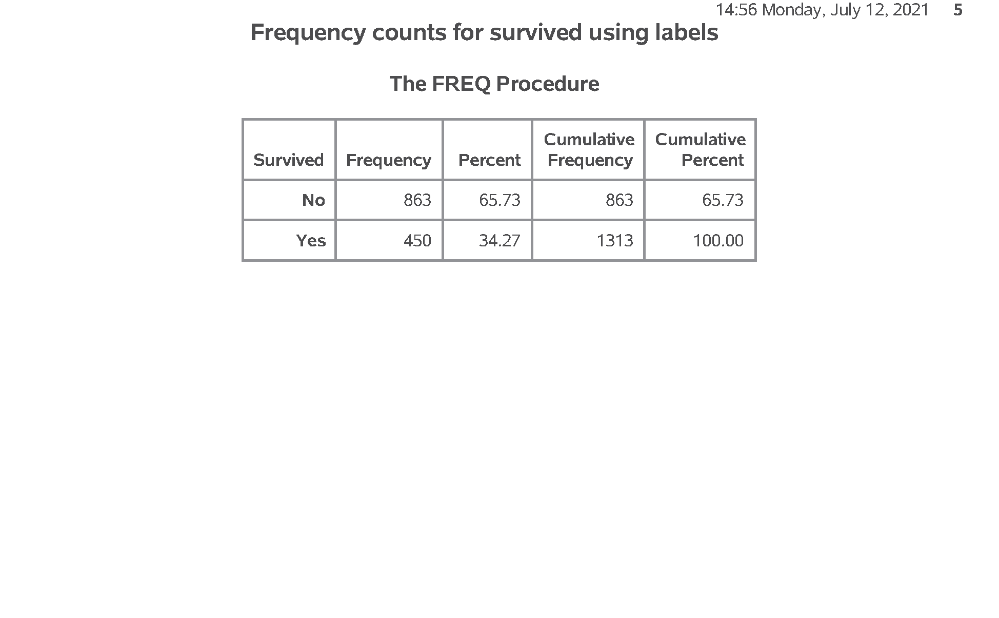 14:56 Monday, July 12, 2021 5
Frequency counts for survived using labels
The FREQ Procedure
Survived Frequency Percent Cumulative Frequency Cumulative Percent
No 863 65.73 863 65.73
Yes 450 34.27 1313 100.00